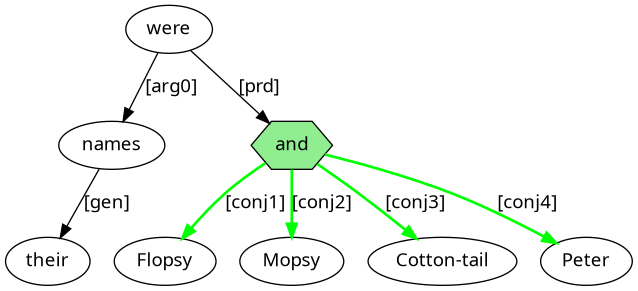 were
[arg0] [prd]
names and
[gen] [conj1] [conj2] [conj3] [conj4]
their Flopsy Mopsy Cotton-tail Peter